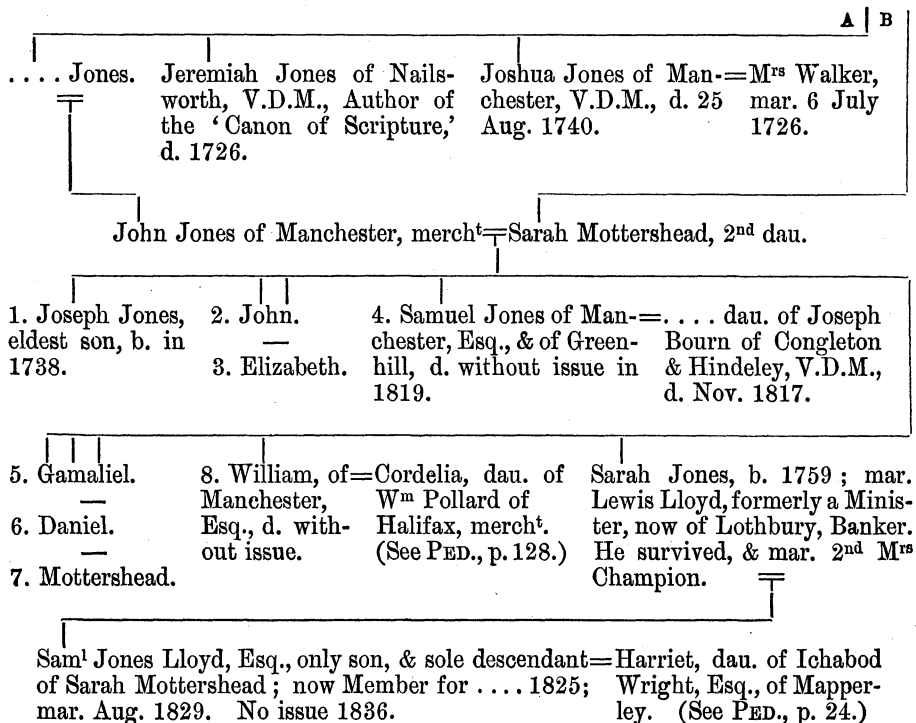 A | B
. . . . Jones.
Jeremiah Jones of Nails-
worth, V.D.M., Author of
the ‘Canon of Scripture,’
d. 1726.
Joshua Jones of Man-
chester, V.D.M., d. 25
Aug. 1740.
=Mrs Walker,
mar. 6 July
1726.
John Jones of Manchester, mercht=Sarah Mottershead, 2nd dau.
1. Joseph Jones,
eldest son, b. in
1738.
2. John.
—
3. Elizabeth.
4. Samuel Jones of Man-
chester, Esq., & of Green-
hill, d. without issue in
1819.
=. . . . dau. of Joseph
Bourn of Congleton
& Hindeley, V.D.M.,
d. Nov. 1817.
5. Gamaliel.
—
6. Daniel.
—
7. Mottershead.
8. William, of
Manchester,
Esq., d. with-
out issue.
=Cordelia, dau. of
Wm Pollard of
Halifax, mercht.
(See PED., p. 128.)
Sarah Jones, b. 1759 ; mar.
Lewis Lloyd, formerly a Minis-
ter, now of Lothbury, Banker.
He survived, & mar. 2nd Mrs
Champion.
Saml Jones Lloyd, Esq., only son, & sole descendant
of Sarah Mottershead ; now Member for . . . . 1825;
mar. Aug. 1829. No issue 1836.
=Harriet, dau. of Ichabod
Wright, Esq., of Mapper-
ley. (See PED., p. 24.)